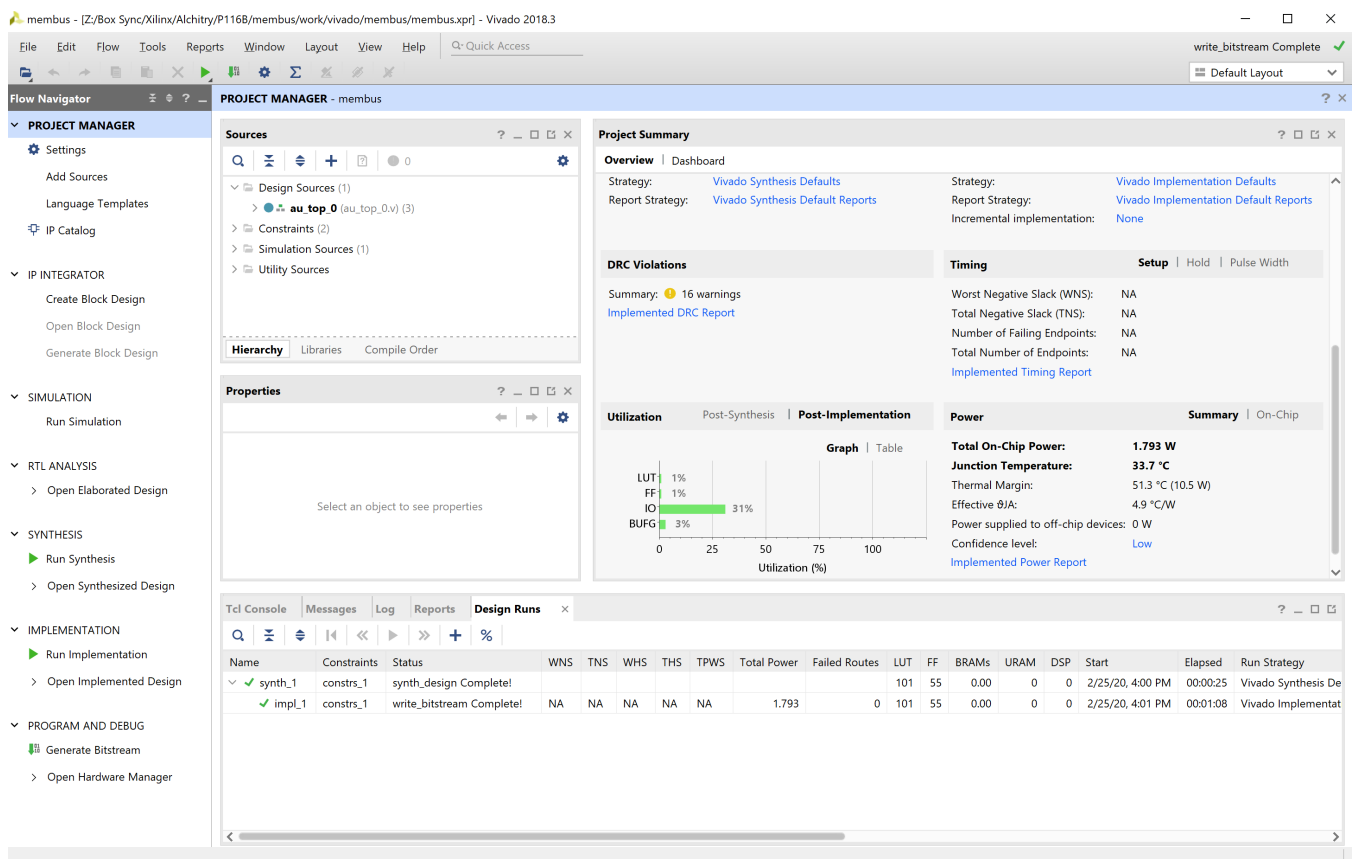 membus - [Z:/Box Sync/Xilinx/Alchitry/P116B/membus/work/vivado/membus/membus.xpr] - Vivado 2018.3
File Edit Flow Tools Reports Window Layout View Help Quick Access
write_bitstream Complete
Default Layout
Flow Navigator
PROJECT MANAGER
Settings
Add Sources
Language Templates
IP Catalog
IP INTEGRATOR
Create Block Design
Open Block Design
Generate Block Design
SIMULATION
Run Simulation
RTL ANALYSIS
Open Elaborated Design
SYNTHESIS
Run Synthesis
Open Synthesized Design
IMPLEMENTATION
Run Implementation
Open Implemented Design
PROGRAM AND DEBUG
Generate Bitstream
Open Hardware Manager
PROJECT MANAGER - membus
Sources
0
Design Sources (1)
au_top_0 (au_top_0.v) (3)
Constraints (2)
Simulation Sources (1)
Utility Sources
Hierarchy Libraries Compile Order
Properties
Select an object to see properties
Project Summary
Overview | Dashboard
Strategy: Vivado Synthesis Defaults
Report Strategy: Vivado Synthesis Default Reports
Strategy: Vivado Implementation Defaults
Report Strategy: Vivado Implementation Default Reports
Incremental implementation: None
DRC Violations
Summary: 16 warnings
Implemented DRC Report
Timing Setup | Hold | Pulse Width
Worst Negative Slack (WNS): NA
Total Negative Slack (TNS): NA
Number of Failing Endpoints: NA
Total Number of Endpoints: NA
Implemented Timing Report
Utilization Post-Synthesis | Post-Implementation
Graph | Table
LUT 1%
FF 1%
IO 31%
BUFG 3%
0 25 50 75 100
Utilization (%)
Power Summary | On-Chip
Total On-Chip Power: 1.793 W
Junction Temperature: 33.7 °C
Thermal Margin: 51.3 °C (10.5 W)
Effective ϑJA: 4.9 °C/W
Power supplied to off-chip devices: 0 W
Confidence level: Low
Implemented Power Report
Tcl Console Messages Log Reports Design Runs
Name Constraints Status WNS TNS WHS THS TPWS Total Power Failed Routes LUT FF BRAMs URAM DSP Start Elapsed Run Strategy
synth_1 constrs_1 synth_design Complete! 101 55 0.00 0 0 2/25/20, 4:00 PM 00:00:25 Vivado Synthesis De
impl_1 constrs_1 write_bitstream Complete! NA NA NA NA NA 1.793 0 101 55 0.00 0 0 2/25/20, 4:01 PM 00:01:08 Vivado Implementat